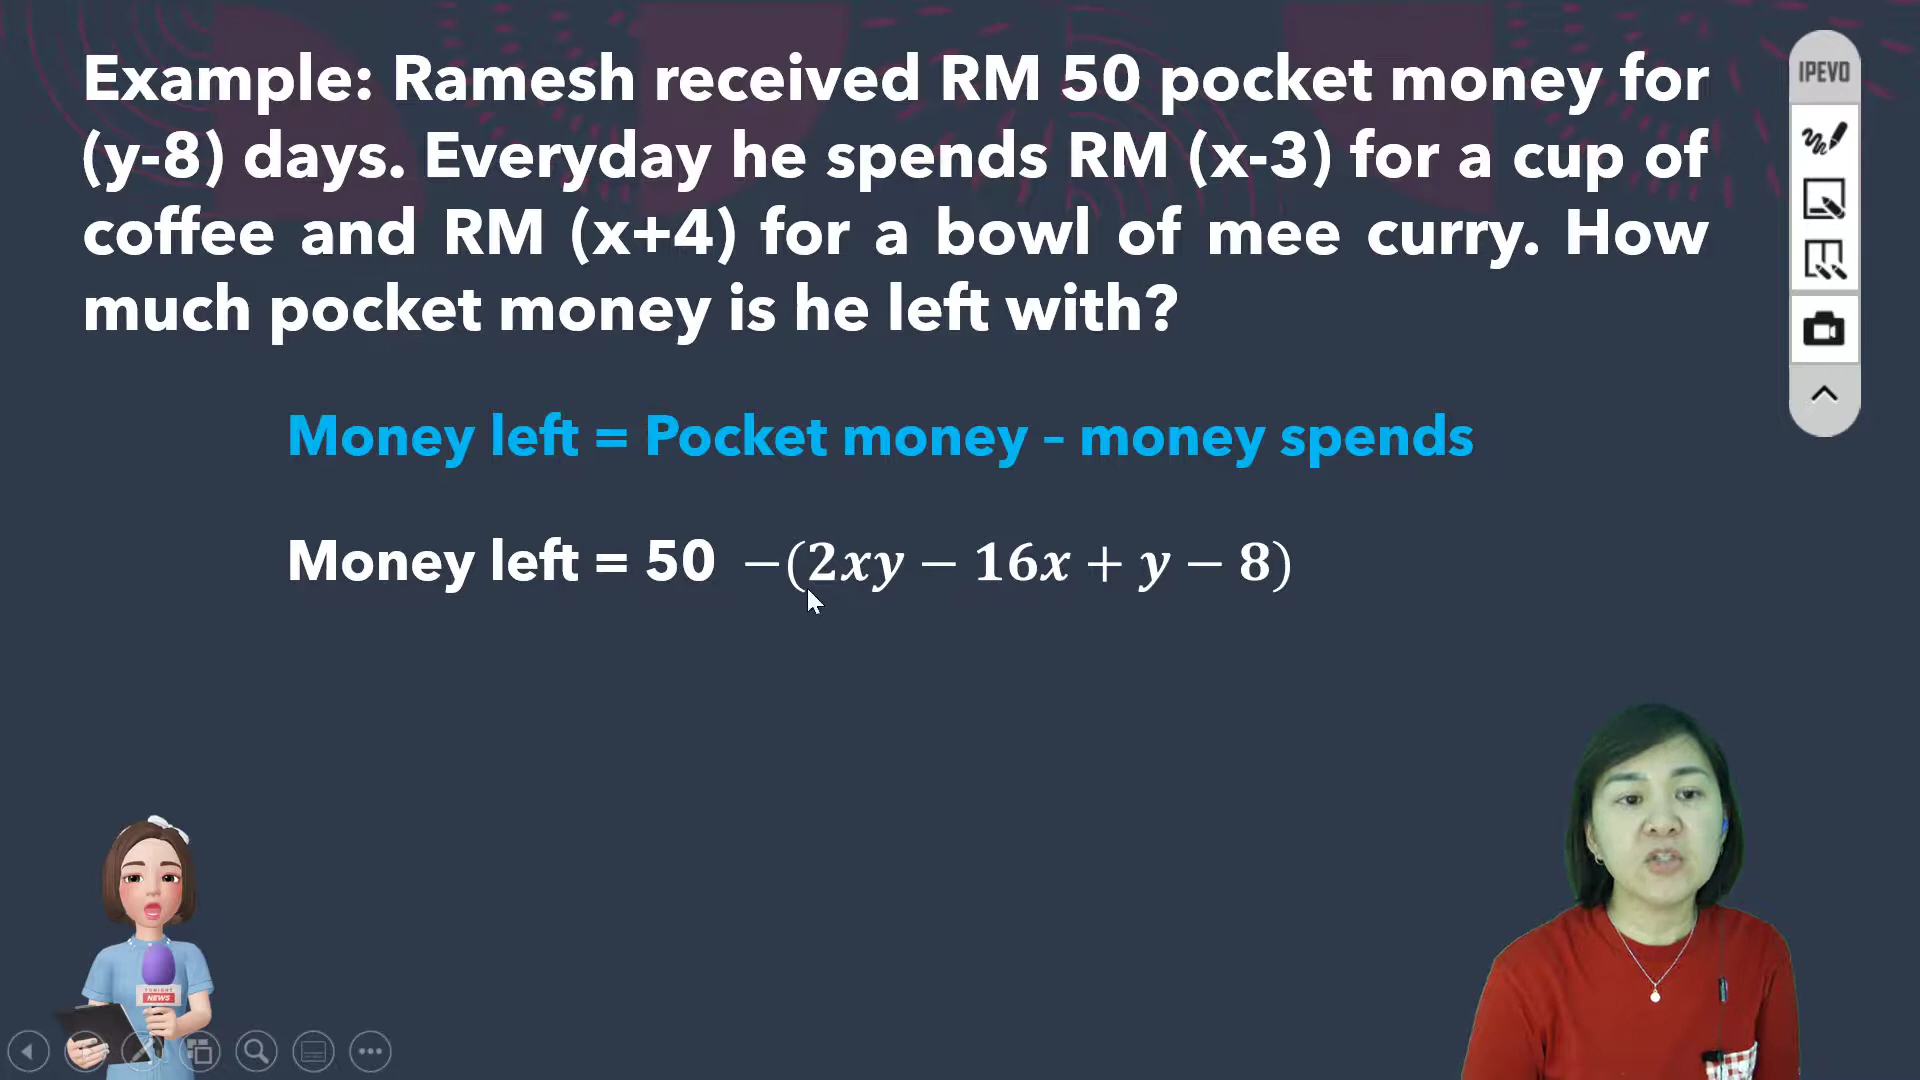 Example: Ramesh received RM 50 pocket money for
(y-8) days. Everyday he spends RM (x-3) for a cup of
coffee and RM (x+4) for a bowl of mee curry. How
much pocket money is he left with?
IPEVO
Money left = Pocket money – money spends
Money left = 50 −(2xy − 16x + y − 8)
TONIGHT
NEWS